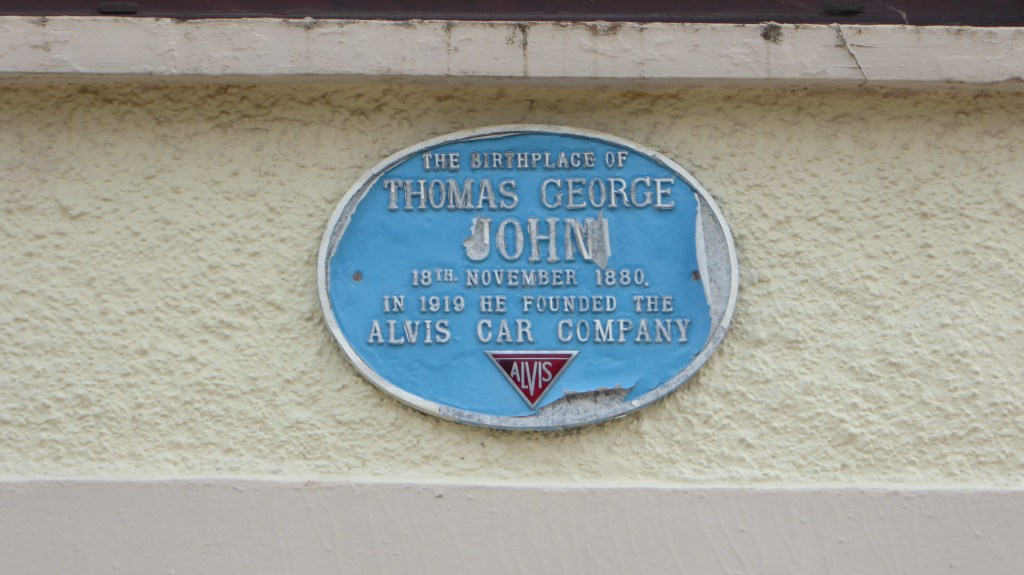 THE BIRTHPLACE OF
THOMAS GEORGE
JOHN
18TH. NOVEMBER 1880.
IN 1919 HE FOUNDED THE
ALVIS CAR COMPANY
ALVIS